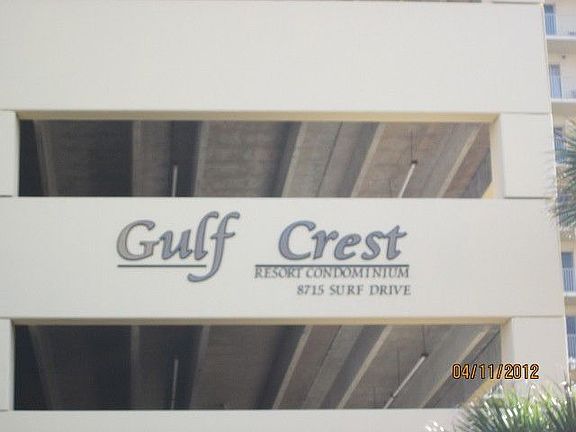 Gulf Crest
RESORT CONDOMINIUM
8715 SURF DRIVE
04/11/2012